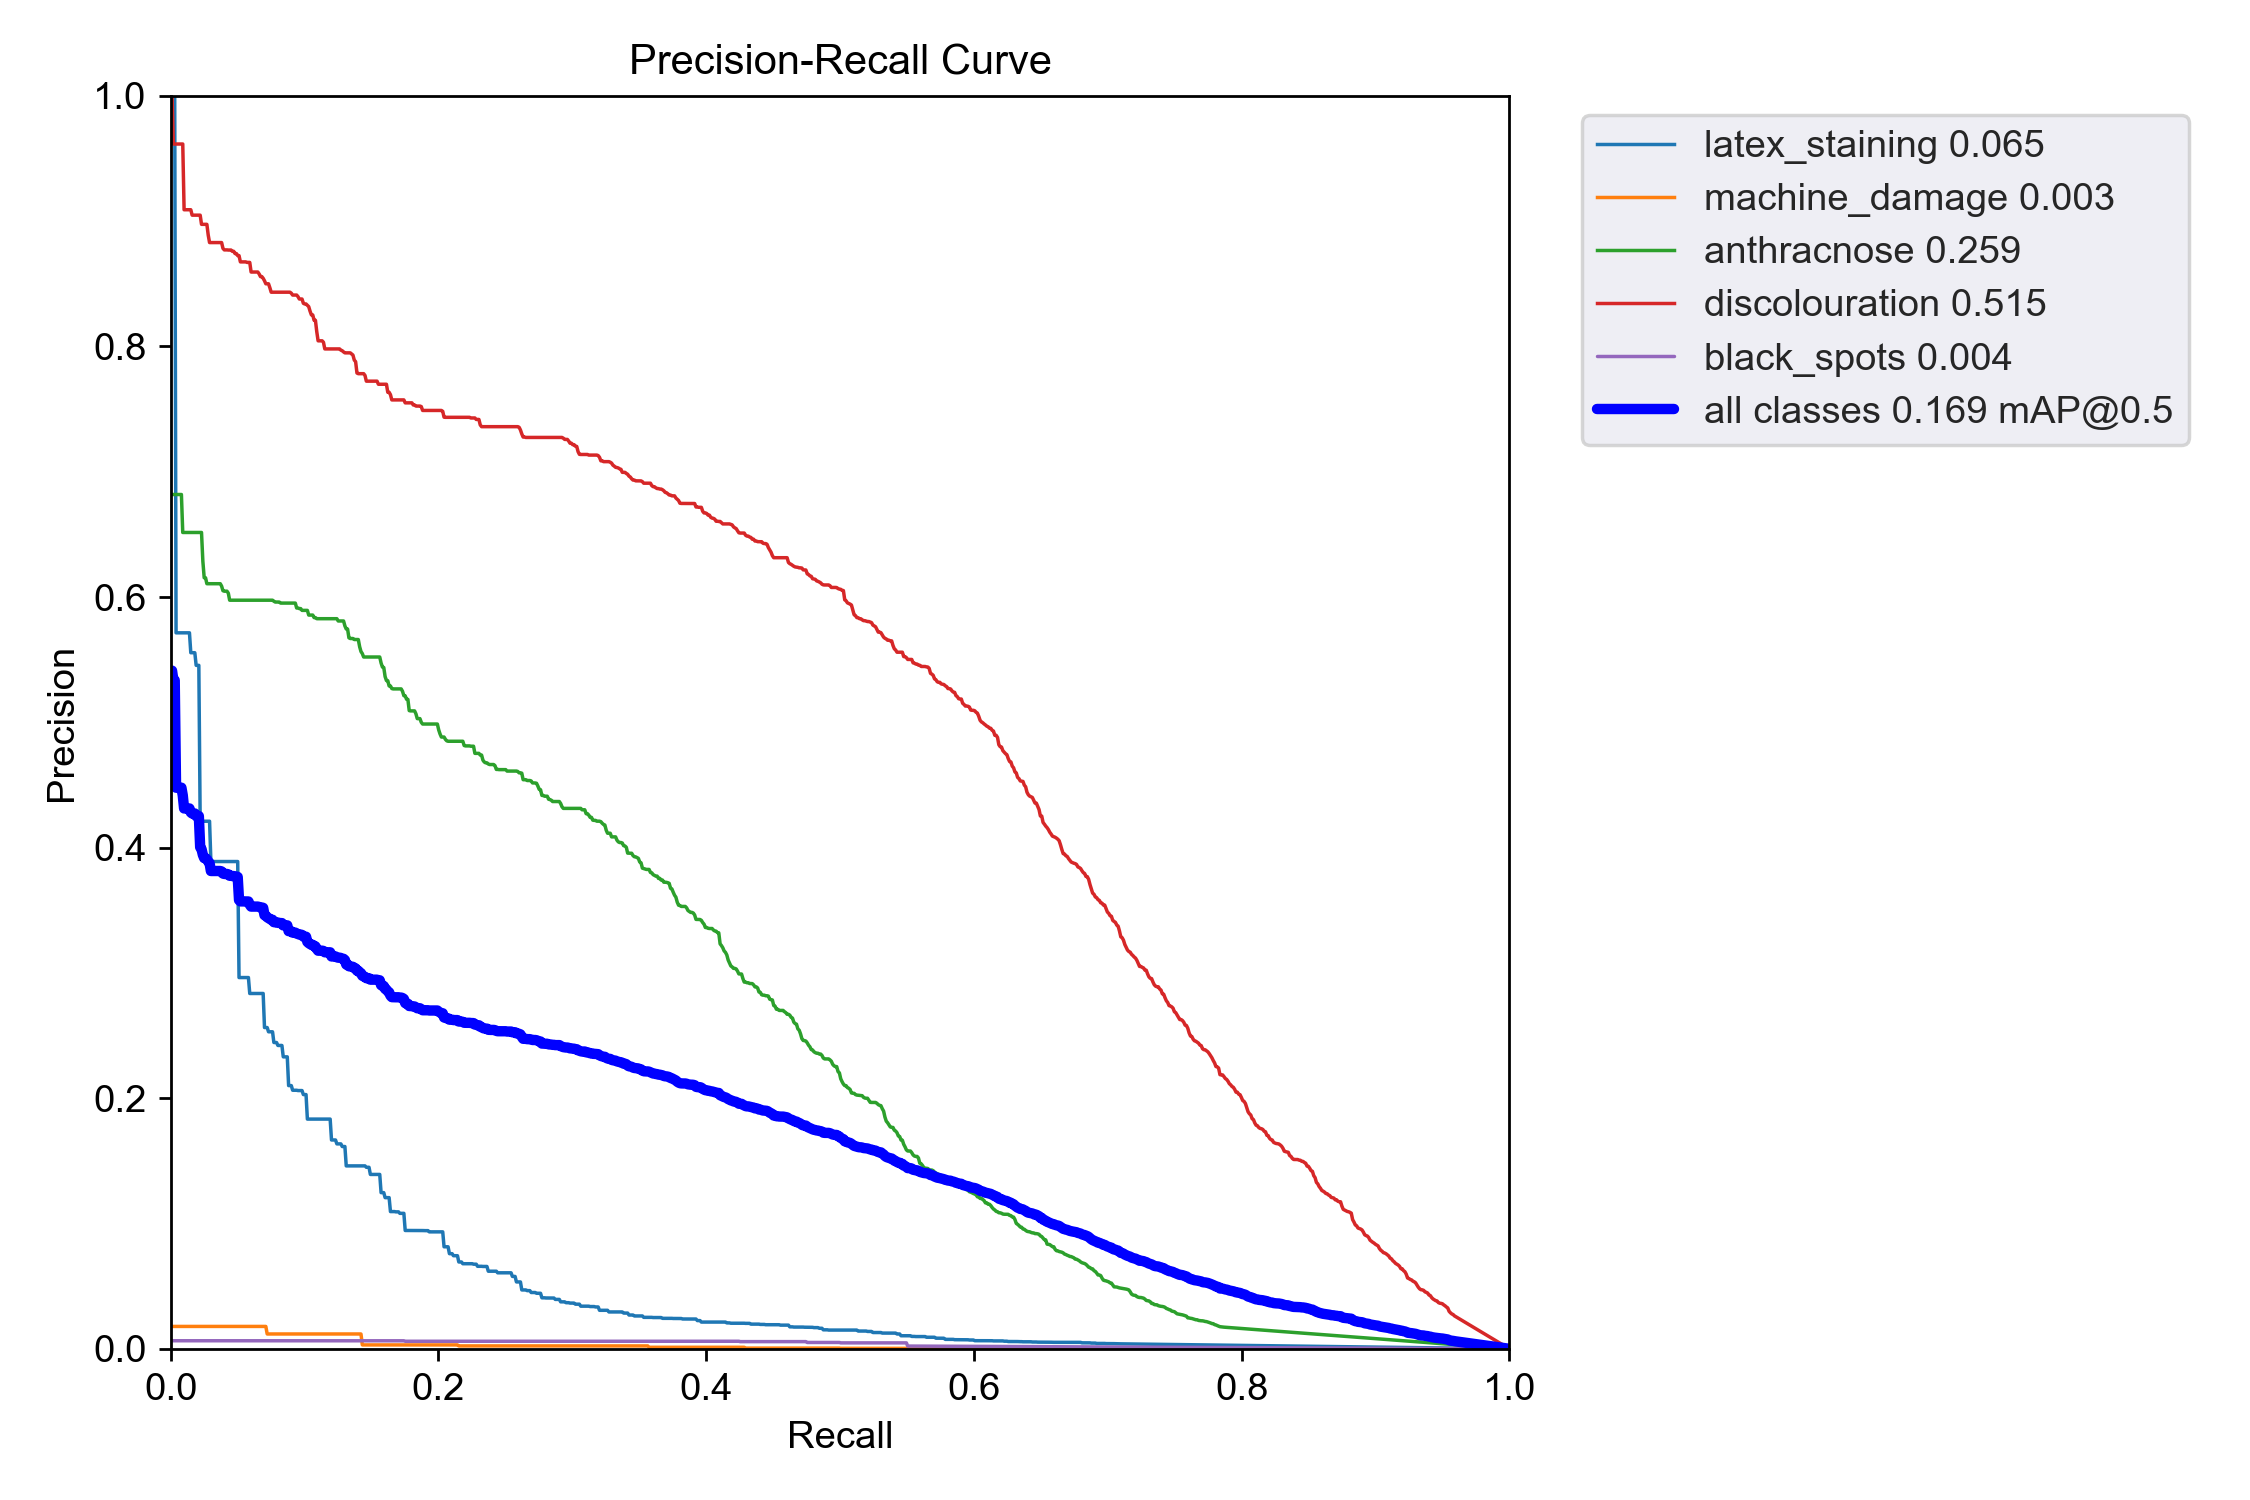 Precision-Recall Curve
1.0
0.8
0.6
0.4
0.2
0.0
Precision
0.0 0.2 0.4 0.6 0.8 1.0
Recall
latex_staining 0.065
machine_damage 0.003
anthracnose 0.259
discolouration 0.515
black_spots 0.004
all classes 0.169 mAP@0.5